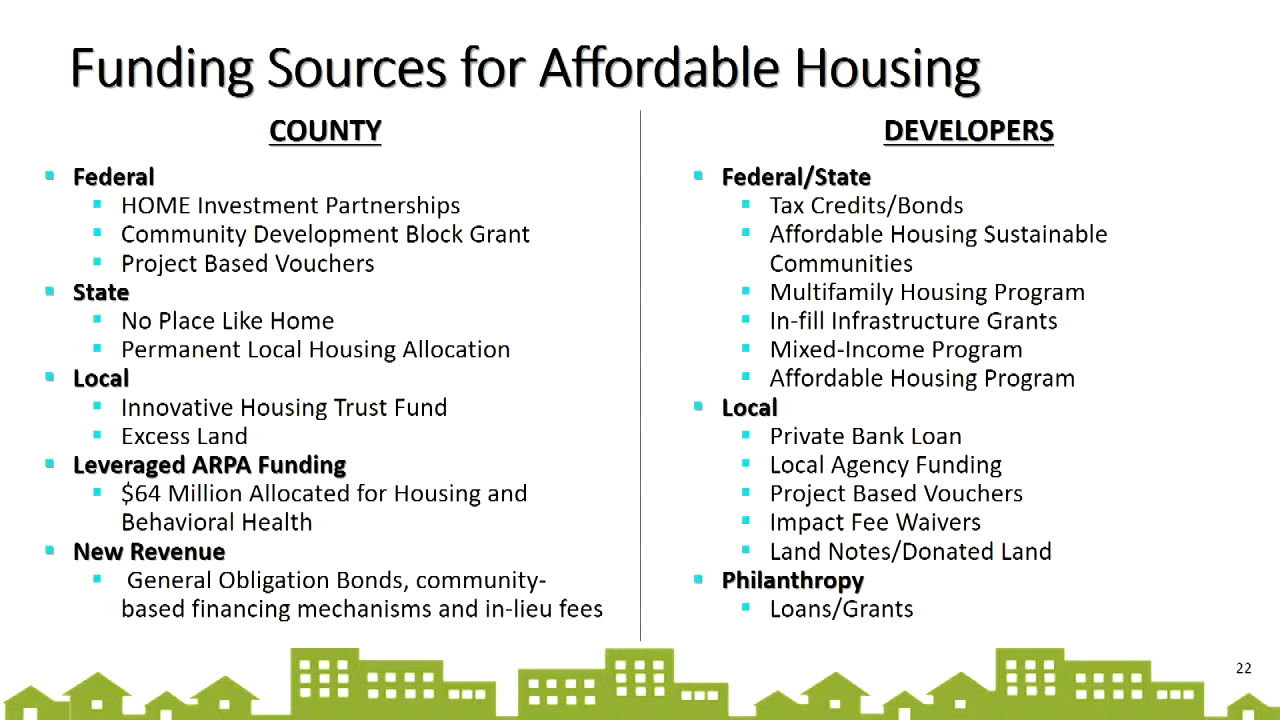 Funding Sources for Affordable Housing
COUNTY
Federal
HOME Investment Partnerships
Community Development Block Grant
Project Based Vouchers
State
No Place Like Home
Permanent Local Housing Allocation
Local
Innovative Housing Trust Fund
Excess Land
Leveraged ARPA Funding
$64 Million Allocated for Housing and
Behavioral Health
New Revenue
General Obligation Bonds, community-
based financing mechanisms and in-lieu fees
DEVELOPERS
Federal/State
Tax Credits/Bonds
Affordable Housing Sustainable
Communities
Multifamily Housing Program
In-fill Infrastructure Grants
Mixed-Income Program
Affordable Housing Program
Local
Private Bank Loan
Local Agency Funding
Project Based Vouchers
Impact Fee Waivers
Land Notes/Donated Land
Philanthropy
Loans/Grants
22